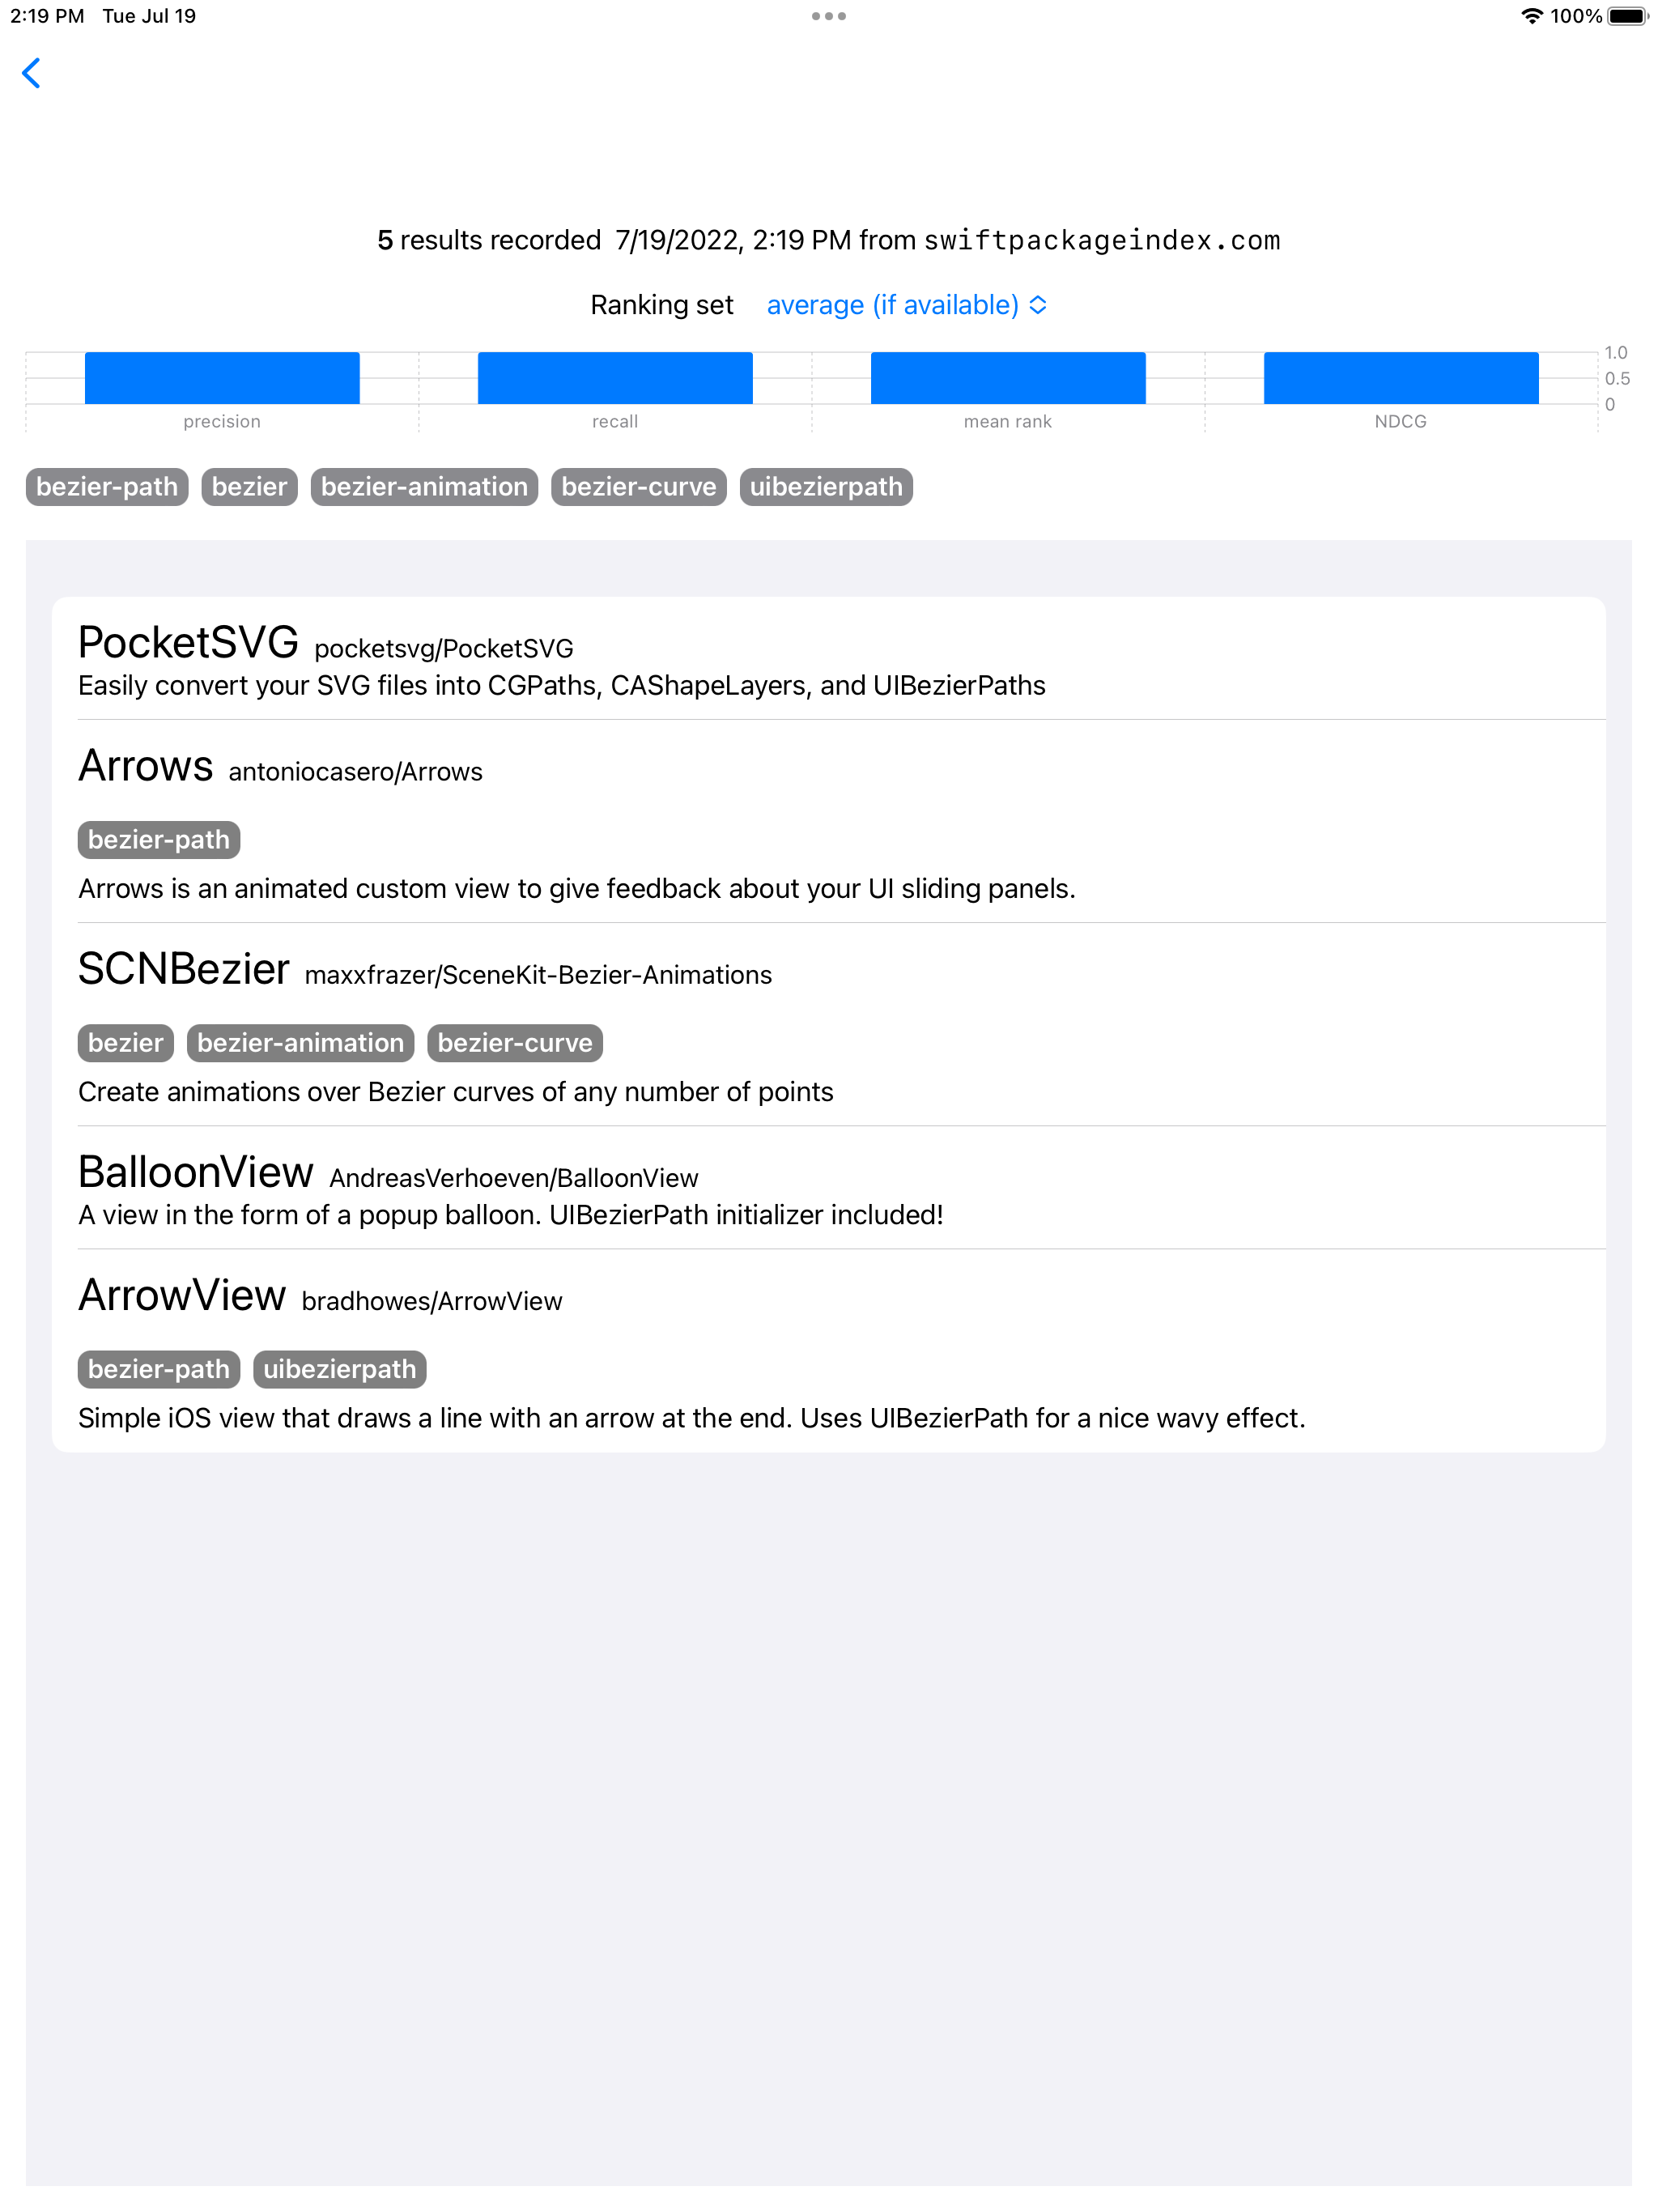 2:19 PM Tue Jul 19 100%
5 results recorded 7/19/2022, 2:19 PM from swiftpackageindex.com
Ranking set average (if available)
1.0
0.5
0
precision recall mean rank NDCG
bezier-path bezier bezier-animation bezier-curve uibezierpath
PocketSVG pocketsvg/PocketSVG
Easily convert your SVG files into CGPaths, CAShapeLayers, and UIBezierPaths
Arrows antoniocasero/Arrows
bezier-path
Arrows is an animated custom view to give feedback about your UI sliding panels.
SCNBezier maxxfrazer/SceneKit-Bezier-Animations
bezier bezier-animation bezier-curve
Create animations over Bezier curves of any number of points
BalloonView AndreasVerhoeven/BalloonView
A view in the form of a popup balloon. UIBezierPath initializer included!
ArrowView bradhowes/ArrowView
bezier-path uibezierpath
Simple iOS view that draws a line with an arrow at the end. Uses UIBezierPath for a nice wavy effect.